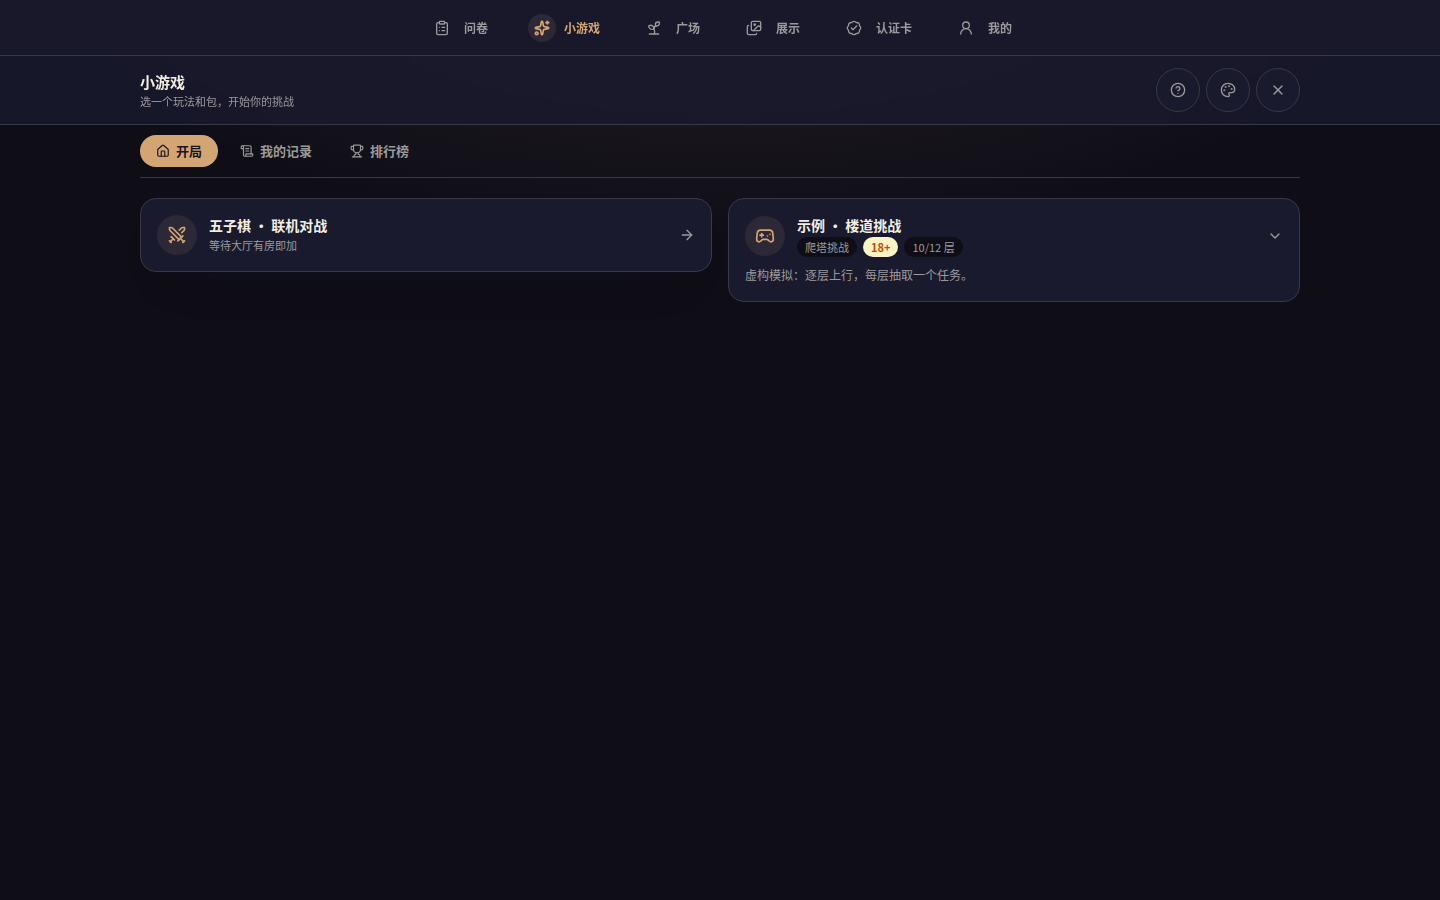 问卷
小游戏
广场
展示
认证卡
我的
小游戏
选一个玩法和包，开始你的挑战
开局
我的记录
排行榜
五子棋 · 联机对战
等待大厅有房即加
示例 · 楼道挑战
爬塔挑战 18+ 10/12 层
虚构模拟：逐层上行，每层抽取一个任务。